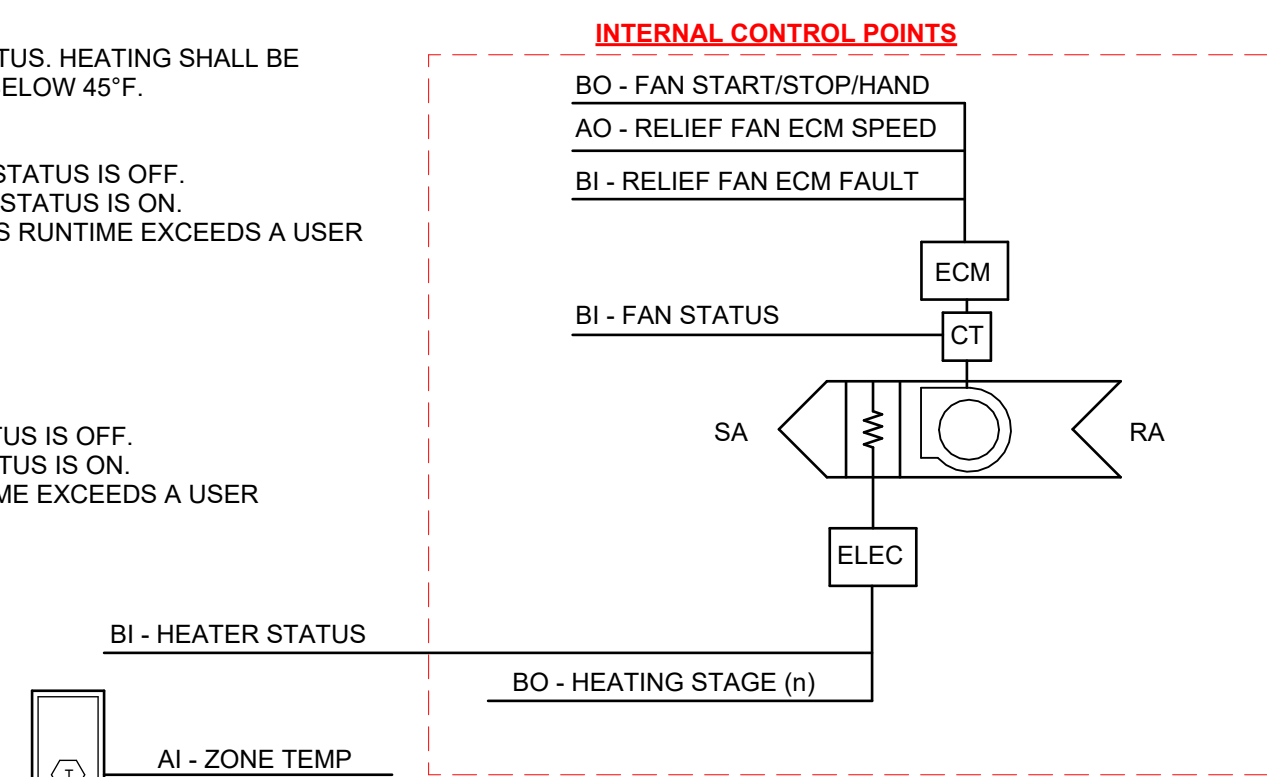 TUS. HEATING SHALL BE
ELOW 45°F.
STATUS IS OFF.
STATUS IS ON.
S RUNTIME EXCEEDS A USER
TUS IS OFF.
TUS IS ON.
ME EXCEEDS A USER
INTERNAL CONTROL POINTS
BO - FAN START/STOP/HAND
AO - RELIEF FAN ECM SPEED
BI - RELIEF FAN ECM FAULT
ECM
BI - FAN STATUS
CT
SA
RA
ELEC
BI - HEATER STATUS
BO - HEATING STAGE (n)
AI - ZONE TEMP
T